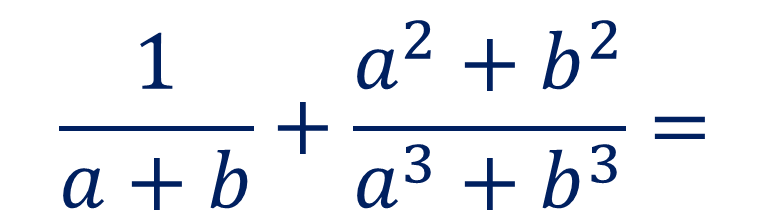 1/(a + b) + (a² + b²)/(a³ + b³) =